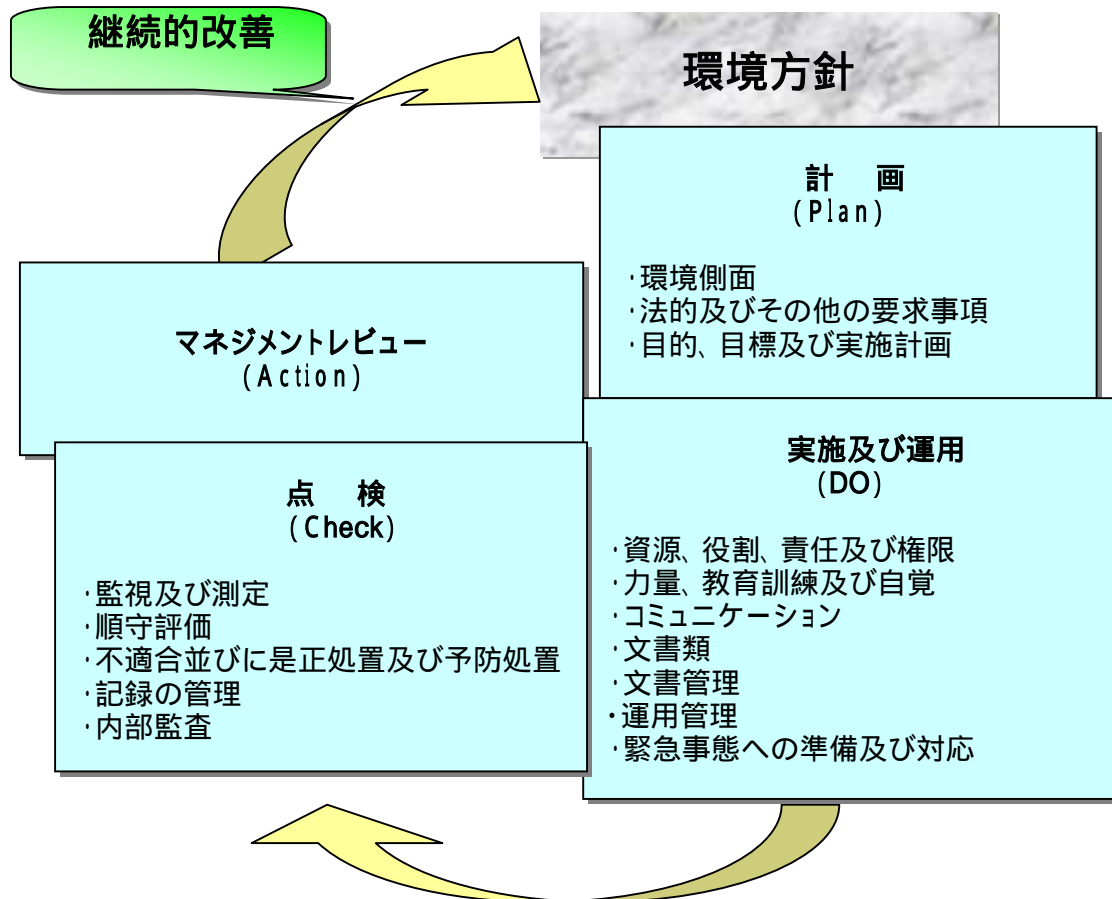 継続的改善
環境方針
計 画
(Plan)
・環境側面
・法的及びその他の要求事項
・目的、目標及び実施計画
実施及び運用
(DO)
・資源、役割、責任及び権限
・力量、教育訓練及び自覚
・コミュニケーション
・文書類
・文書管理
・運用管理
・緊急事態への準備及び対応
点 検
(Check)
・監視及び測定
・順守評価
・不適合並びに是正処置及び予防処置
・記録の管理
・内部監査
マネジメントレビュー
(Action)